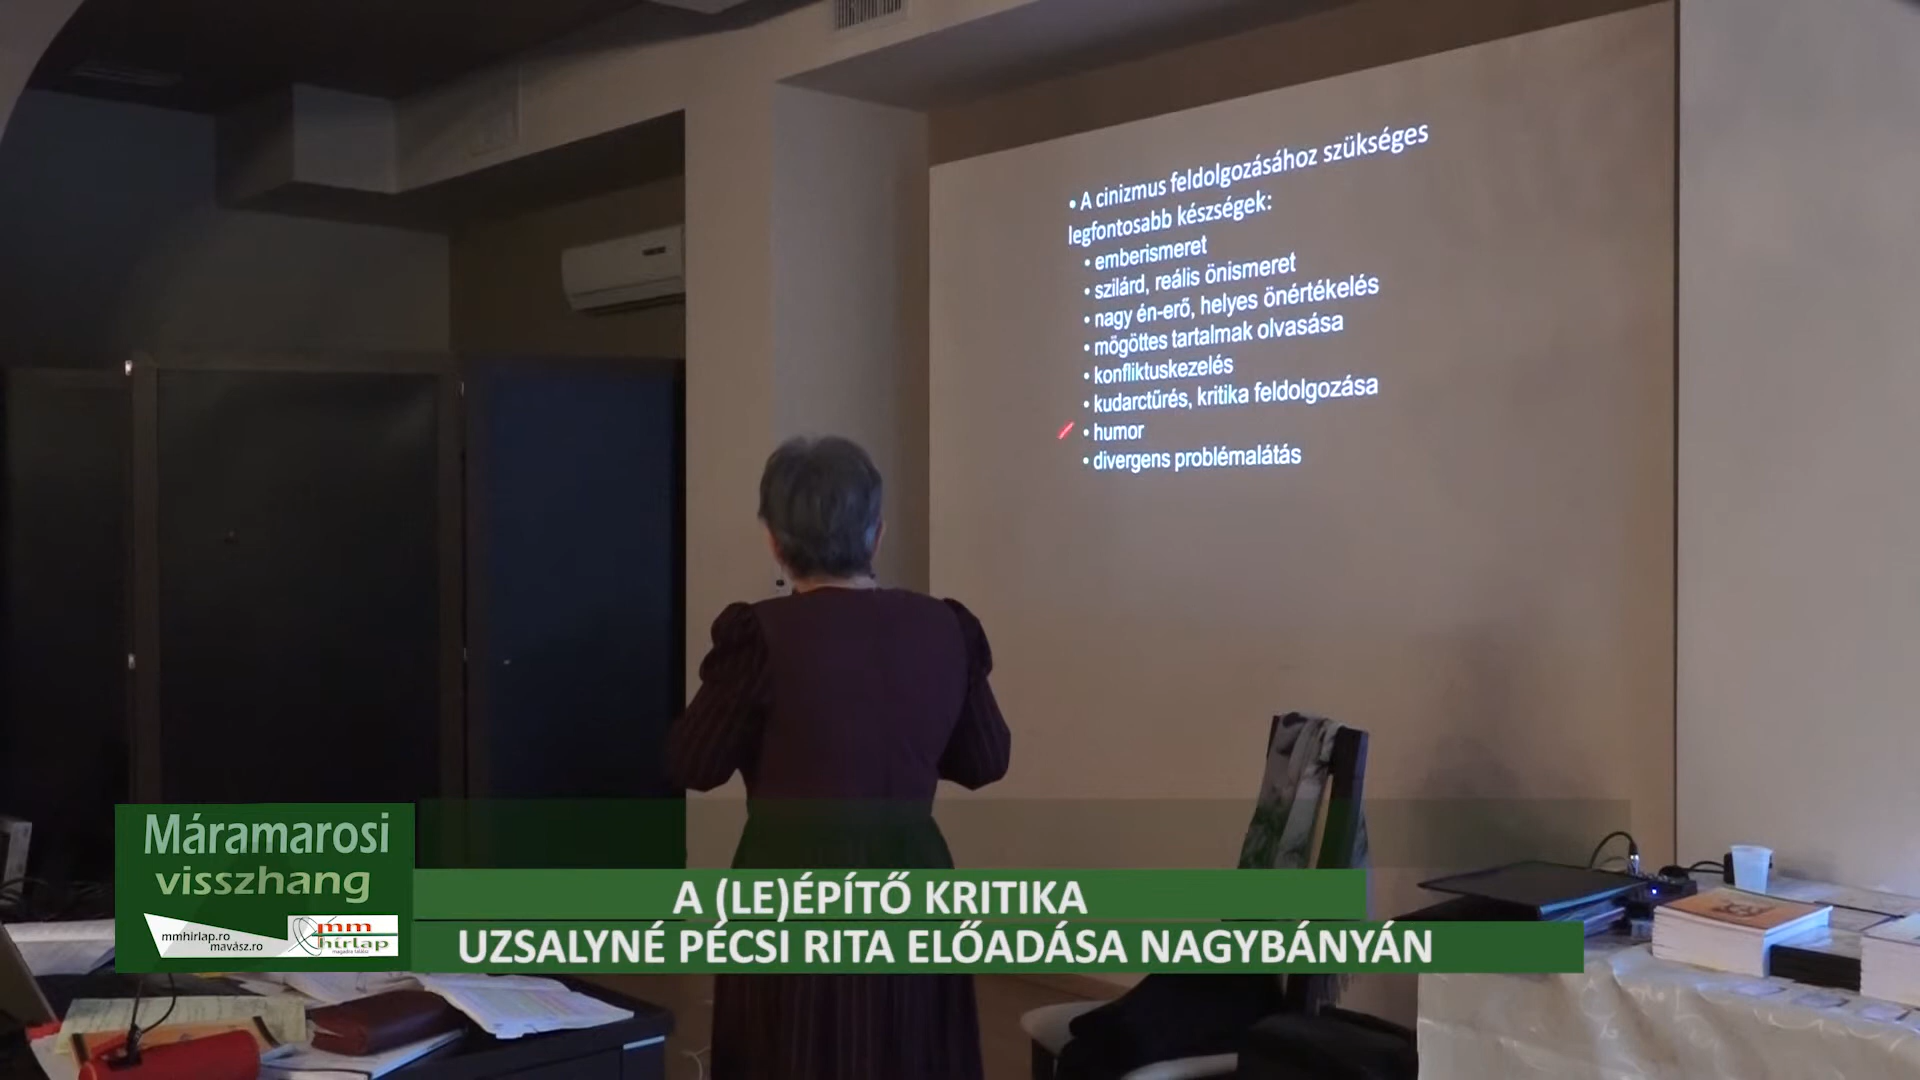 • A cinizmus feldolgozásához szükséges
legfontosabb készségek:
• emberismeret
• szilárd, reális önismeret
• nagy én-erő, helyes önértékelés
• mögöttes tartalmak olvasása
• konfliktuskezelés
• kudarctűrés, kritika feldolgozása
• humor
• divergens problémalátás
Máramarosi
visszhang
mmhirlap.ro
mavász.ro
mm
hírlap
magadra találsz
A (LE)ÉPÍTŐ KRITIKA
UZSALYNÉ PÉCSI RITA ELŐADÁSA NAGYBÁNYÁN